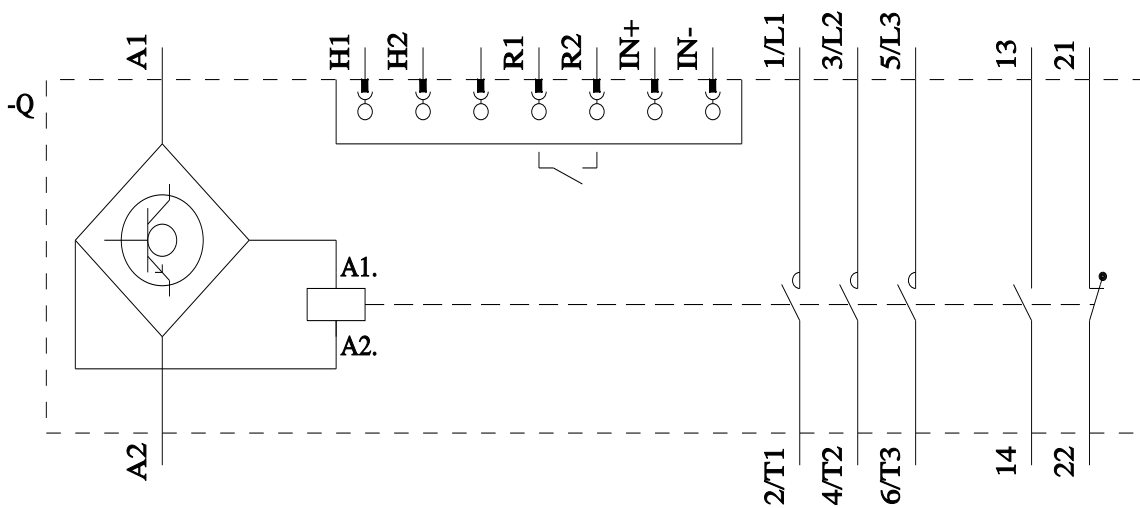 A1
H1
H2
R1
R2
IN+
IN-
1/L1
3/L2
5/L3
13
21
-Q
A1.
A2.
A2
2/T1
4/T2
6/T3
14
22